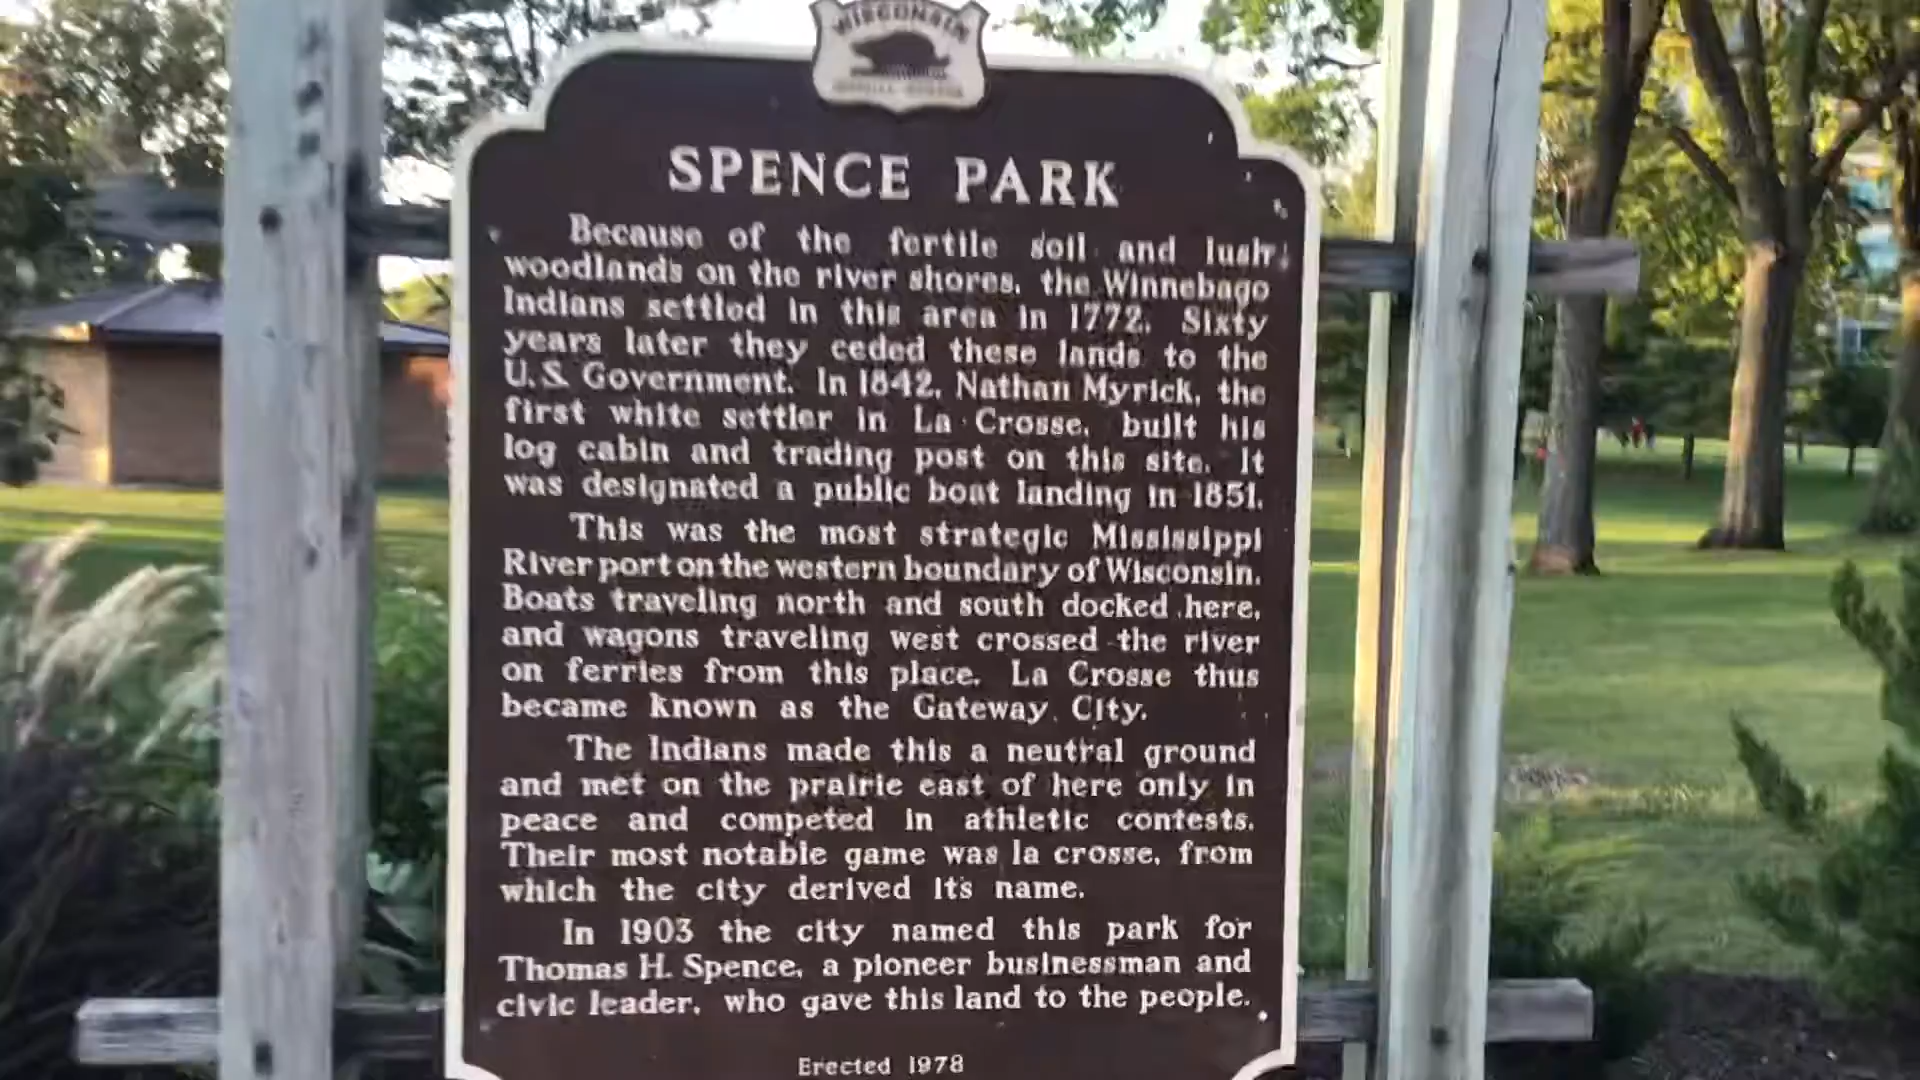 WISCONSIN
SPENCE PARK
Because of the fertile soil and lush
woodlands on the river shores, the Winnebago
Indians settled in this area in 1772. Sixty
years later they ceded these lands to the
U.S. Government. In 1842, Nathan Myrick, the
first white settler in La Crosse, built his
log cabin and trading post on this site. It
was designated a public boat landing in 1851.
This was the most strategic Mississippi
River port on the western boundary of Wisconsin.
Boats traveling north and south docked here,
and wagons traveling west crossed the river
on ferries from this place. La Crosse thus
became known as the Gateway City.
The Indians made this a neutral ground
and met on the prairie east of here only in
peace and competed in athletic contests.
Their most notable game was la crosse, from
which the city derived its name.
In 1903 the city named this park for
Thomas H. Spence, a pioneer businessman and
civic leader, who gave this land to the people.
Erected 1978